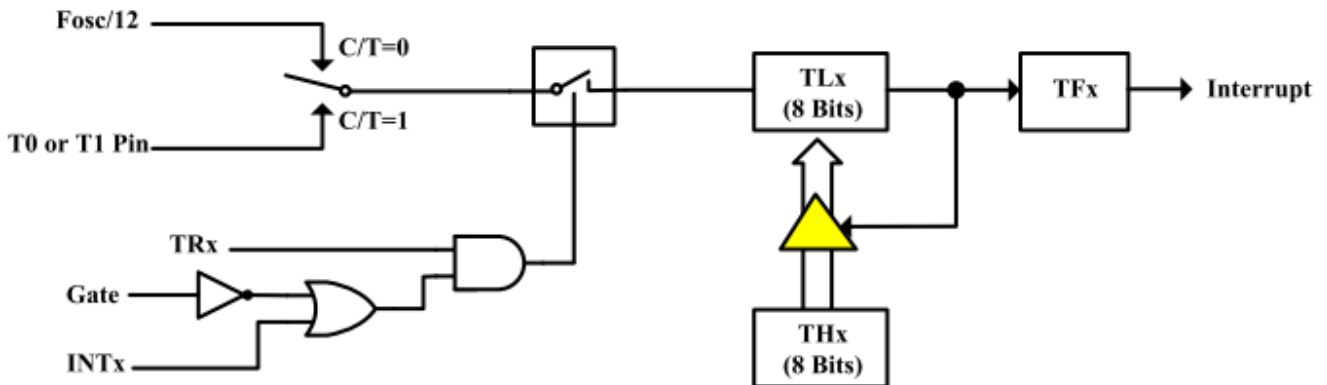 Fosc/12
C/T=0
C/T=1
T0 or T1 Pin
TLx
(8 Bits)
TFx
Interrupt
TRx
Gate
INTx
THx
(8 Bits)